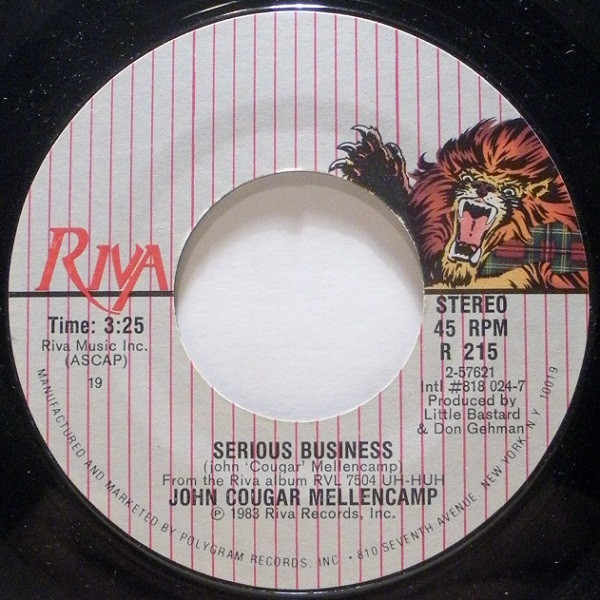 RIVA
Time: 3:25
Riva Music Inc.
(ASCAP)
19
STEREO
45 RPM
R 215
2-57621
Intl #818 024-7
Produced by
Little Bastard
& Don Gehman
SERIOUS BUSINESS
(john 'Cougar' Mellencamp)
From the Riva album RVL 7504 UH-HUH
JOHN COUGAR MELLENCAMP
Ⓟ 1983 Riva Records, Inc.
MANUFACTURED AND MARKETED BY POLYGRAM RECORDS, INC • 810 SEVENTH AVENUE, NEW YORK, N.Y. 10019